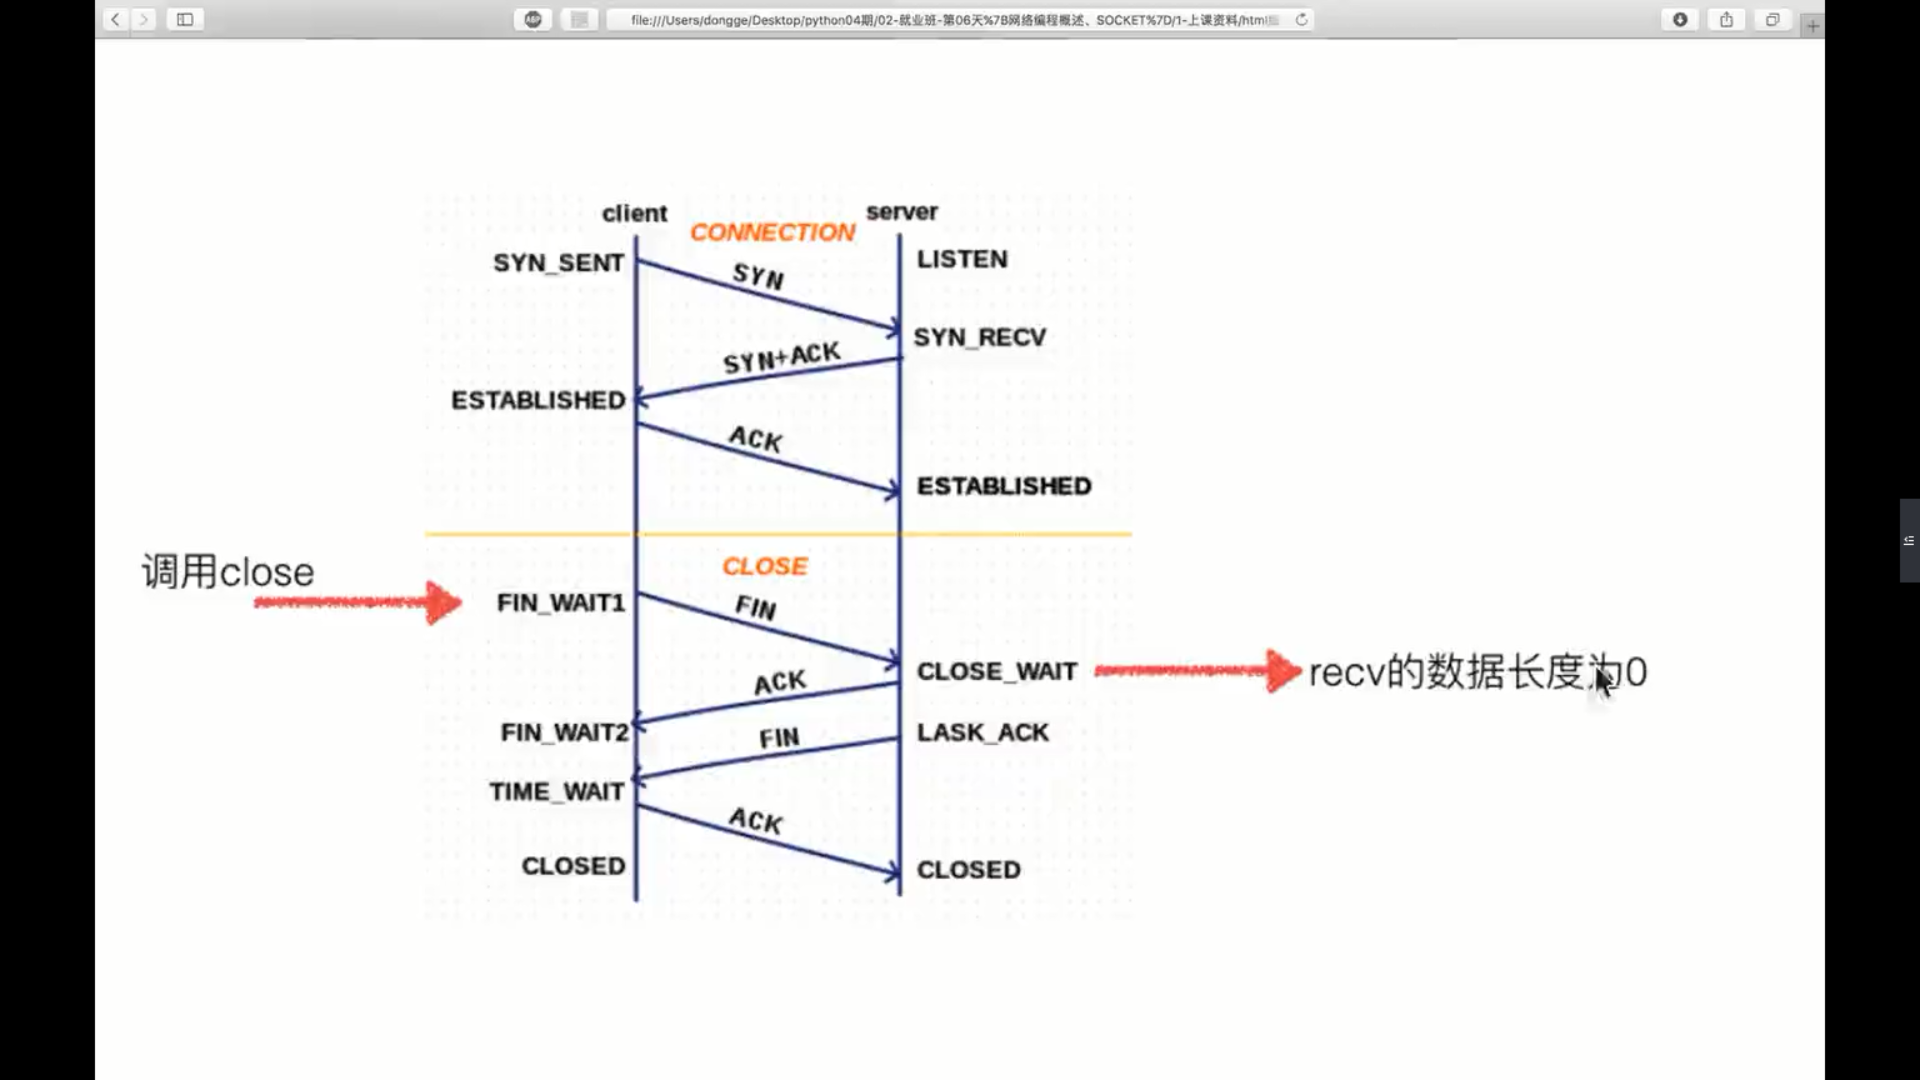 file:///Users/dongge/Desktop/python04期/02-就业班-第06天%7B网络编程概述、SOCKET%7D/1-上课资料/html
client
server
CONNECTION
SYN_SENT
SYN
LISTEN
SYN_RECV
SYN+ACK
ESTABLISHED
ACK
ESTABLISHED
调用close
CLOSE
FIN_WAIT1
FIN
CLOSE_WAIT
recv的数据长度为0
ACK
FIN_WAIT2
FIN
LASK_ACK
TIME_WAIT
ACK
CLOSED
CLOSED